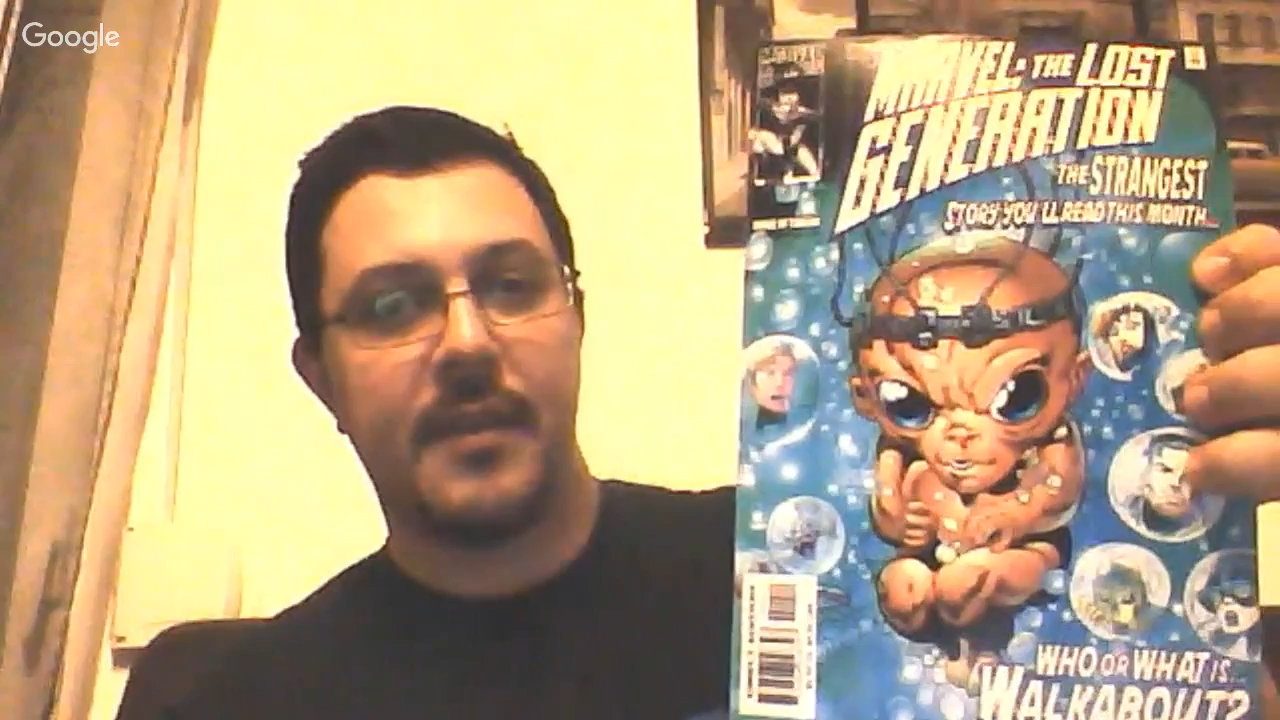 Google
MARVEL: THE LOST
GENERATION
THE STRANGEST
STORY YOU'LL READ THIS MONTH...
WHO OR WHAT IS...
WALKABOUT?